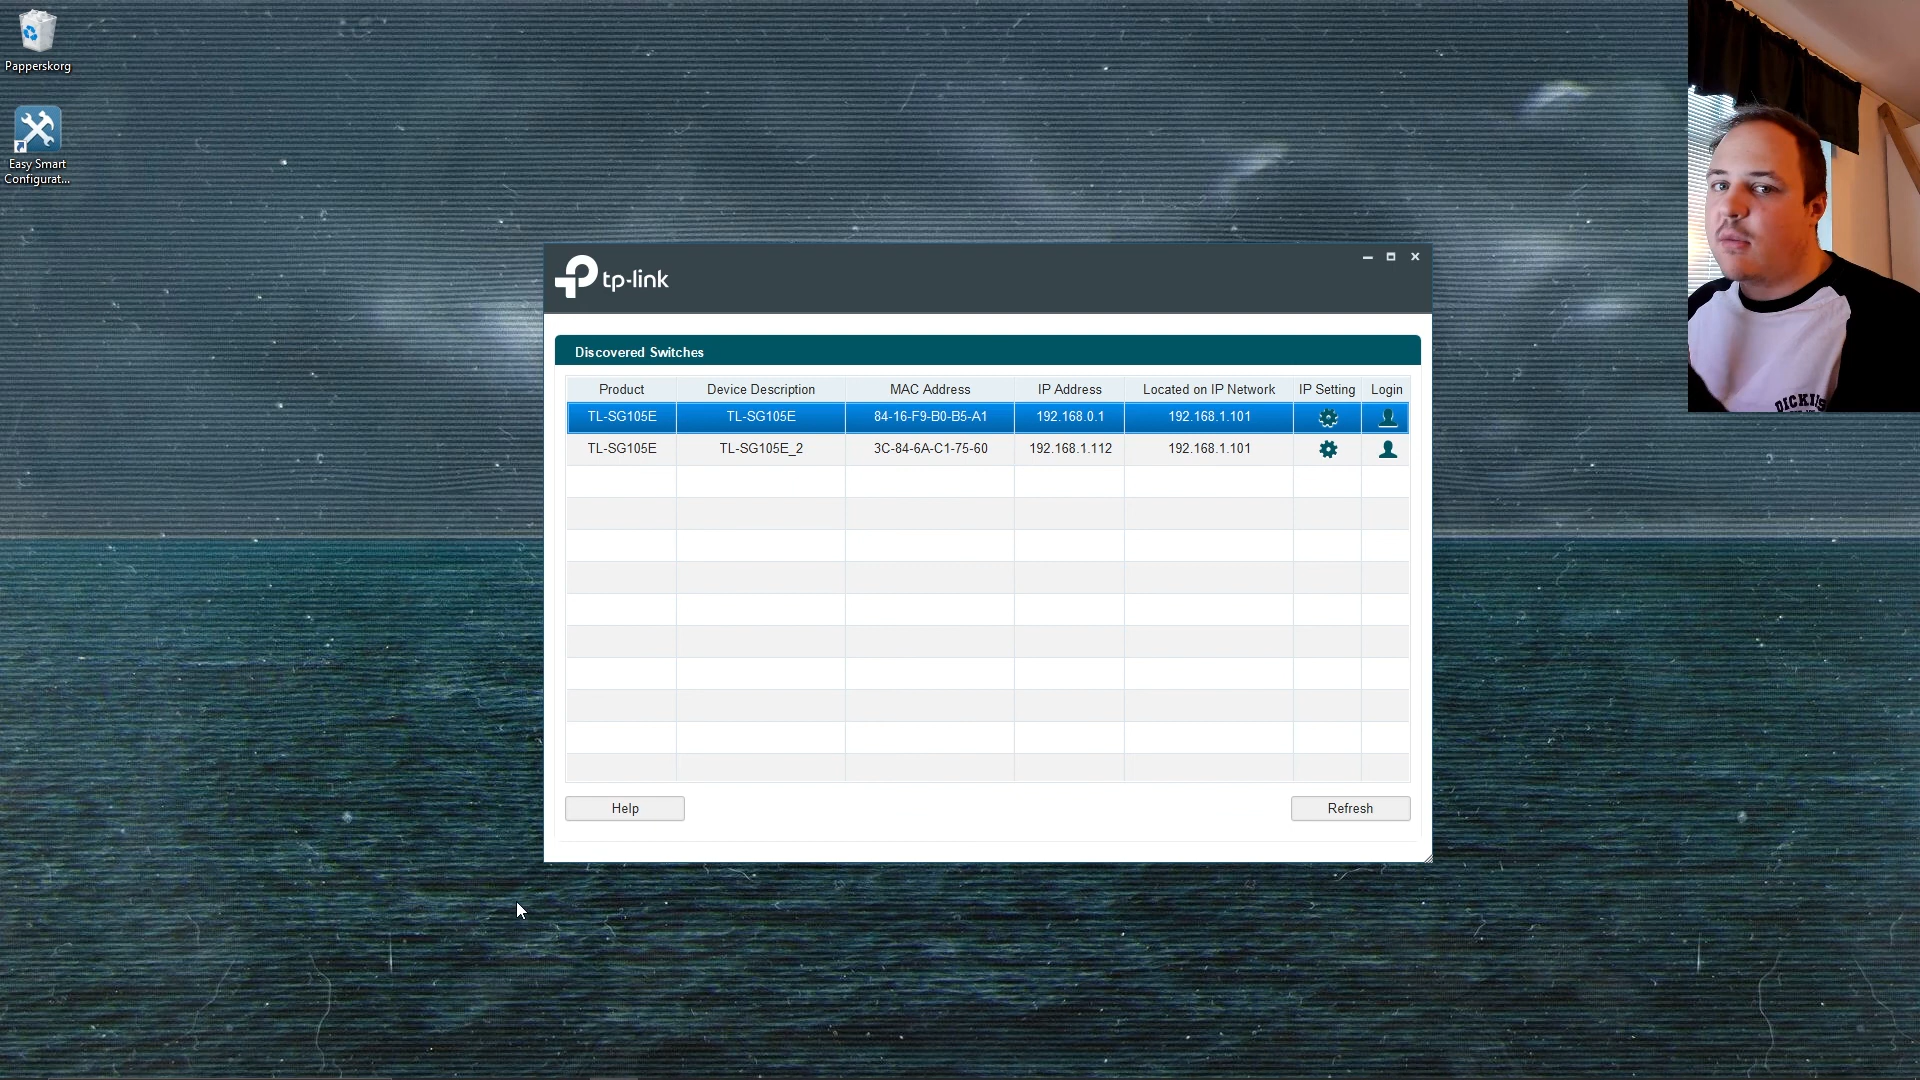 Papperskorg
Easy Smart
Configurat...
tp-link
Discovered Switches
Product Device Description MAC Address IP Address Located on IP Network IP Setting Login
TL-SG105E TL-SG105E 84-16-F9-B0-B5-A1 192.168.0.1 192.168.1.101
TL-SG105E TL-SG105E_2 3C-84-6A-C1-75-60 192.168.1.112 192.168.1.101
Help Refresh
DICKIES